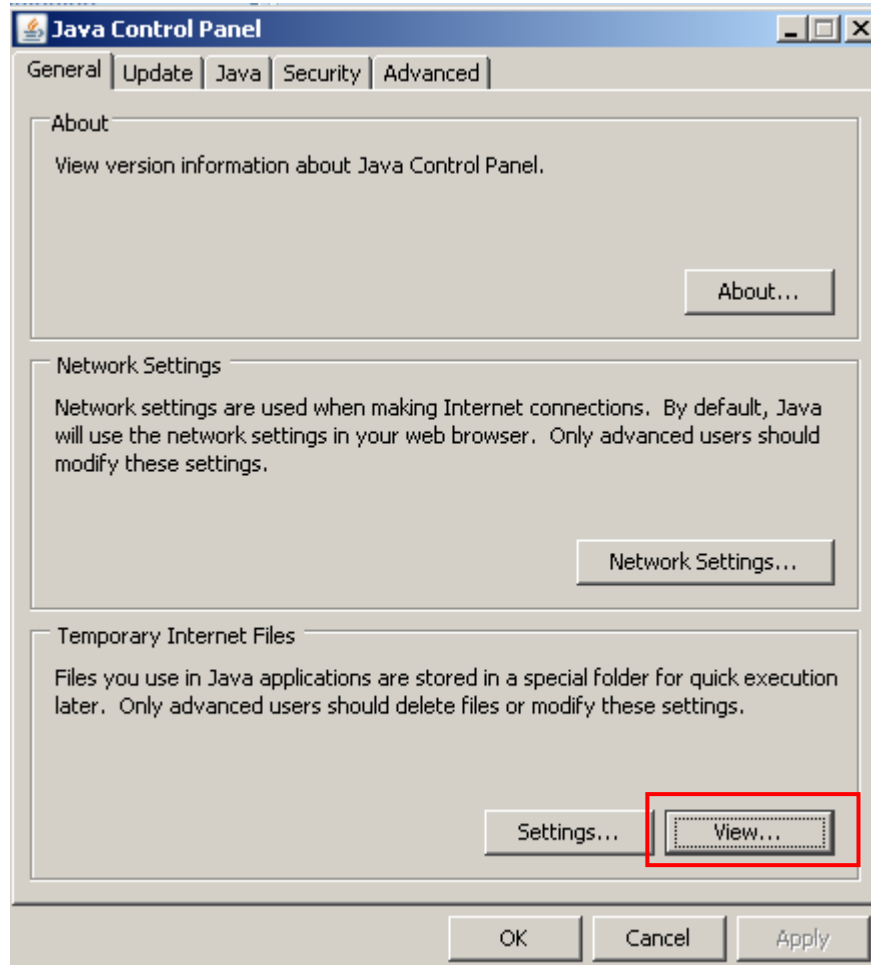 Java Control Panel
General Update Java Security Advanced
About
View version information about Java Control Panel.
About...
Network Settings
Network settings are used when making Internet connections.  By default, Java
will use the network settings in your web browser.  Only advanced users should
modify these settings.
Network Settings...
Temporary Internet Files
Files you use in Java applications are stored in a special folder for quick execution
later.  Only advanced users should delete files or modify these settings.
Settings... View...
OK Cancel Apply